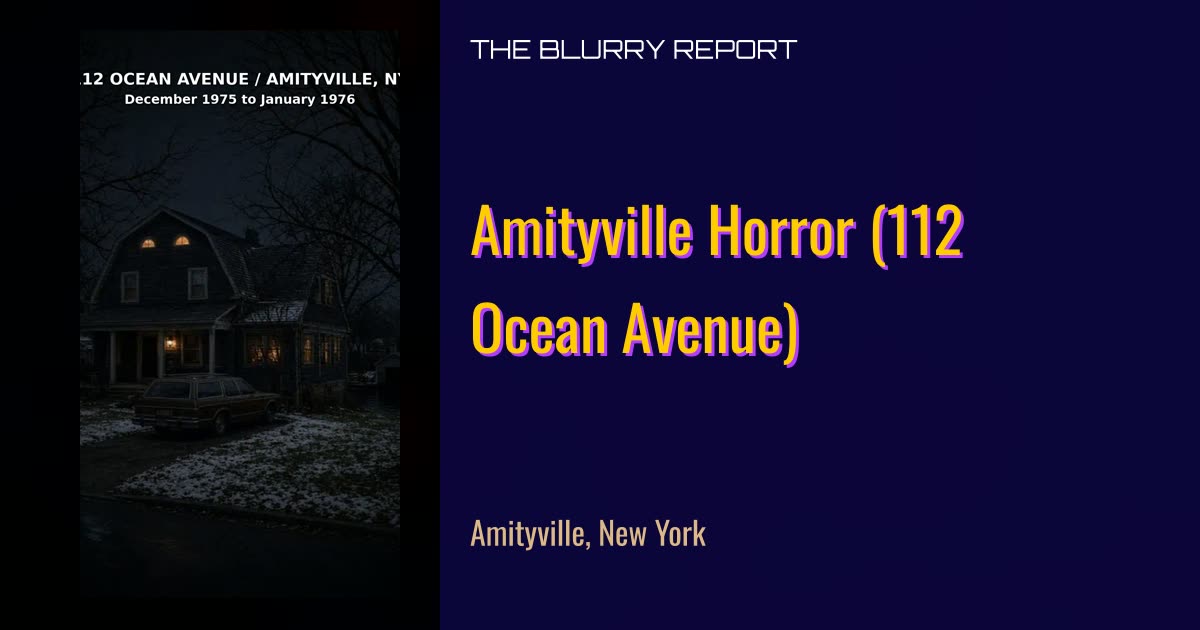 .12 OCEAN AVENUE / AMITYVILLE, NY
December 1975 to January 1976
THE BLURRY REPORT
Amityville Horror (112
Ocean Avenue)
Amityville, New York